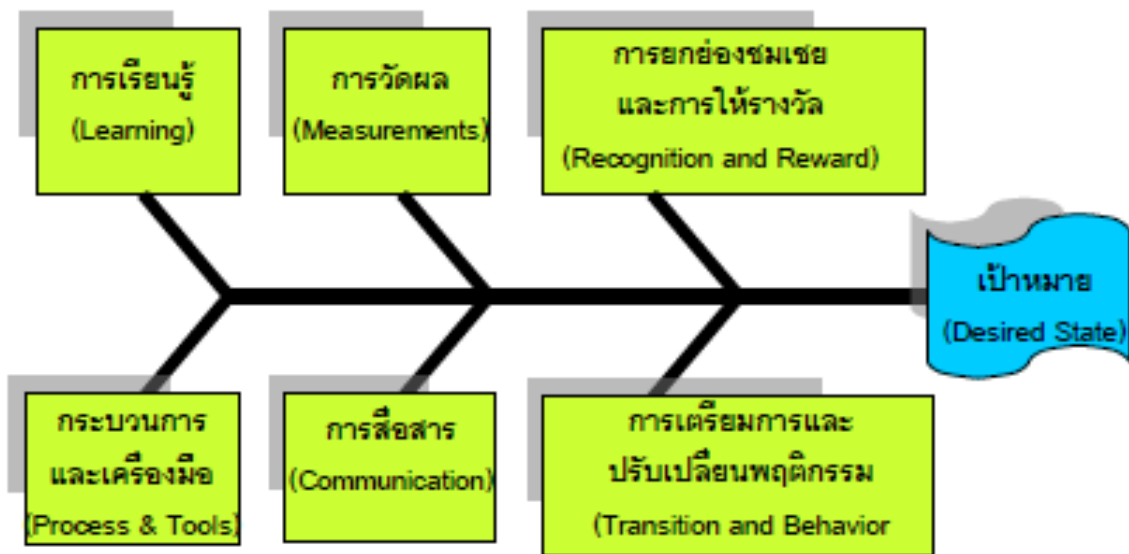 การเรียนรู้
(Learning)
การวัดผล
(Measurements)
การยกย่องชมเชย
และการให้รางวัล
(Recognition and Reward)
เป้าหมาย
(Desired State)
กระบวนการ
และเครื่องมือ
(Process & Tools)
การสื่อสาร
(Communication)
การเตรียมการและ
ปรับเปลี่ยนพฤติกรรม
(Transition and Behavior